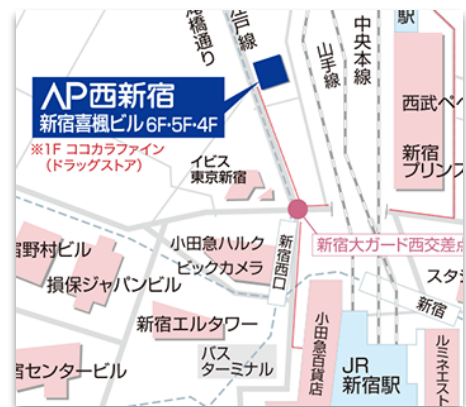 尾橋通り
江戸線
山手線
中央本線
駅
AP西新宿
新宿喜楓ビル6F・5F・4F
※1F ココカラファイン
（ドラッグストア）
西武ペ
新宿
プリン
イビス
東京新宿
新宿大ガード西交差点
宿野村ビル
小田急ハルク
ビックカメラ
新宿西口
損保ジャパンビル
スタ
新宿
新宿エルタワー
バス
ターミナル
小田急百貨店
JR
新宿駅
ルミネエスト
宿センタービル